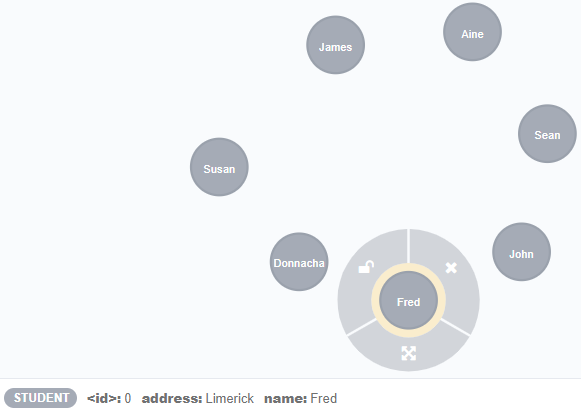 Aine
James
Sean
Susan
John
Donnacha
Fred
STUDENT <id>: 0 address: Limerick name: Fred